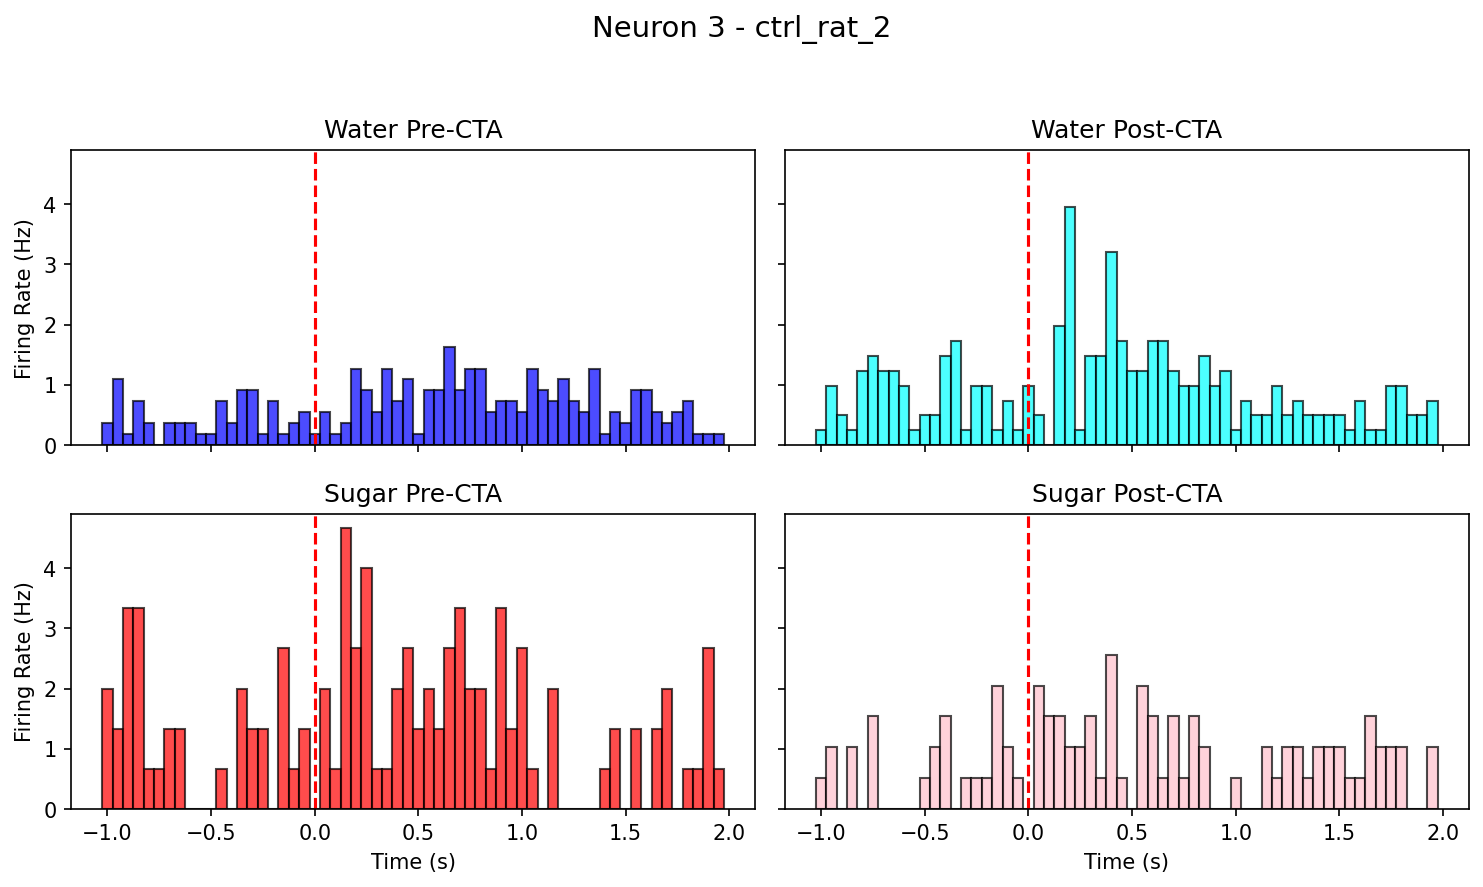 Neuron 3 - ctrl_rat_2
Water Pre-CTA
Water Post-CTA
Firing Rate (Hz)
4
3
2
1
0
Sugar Pre-CTA
Sugar Post-CTA
Firing Rate (Hz)
4
3
2
1
0
−1.0 −0.5 0.0 0.5 1.0 1.5 2.0
−1.0 −0.5 0.0 0.5 1.0 1.5 2.0
Time (s)
Time (s)